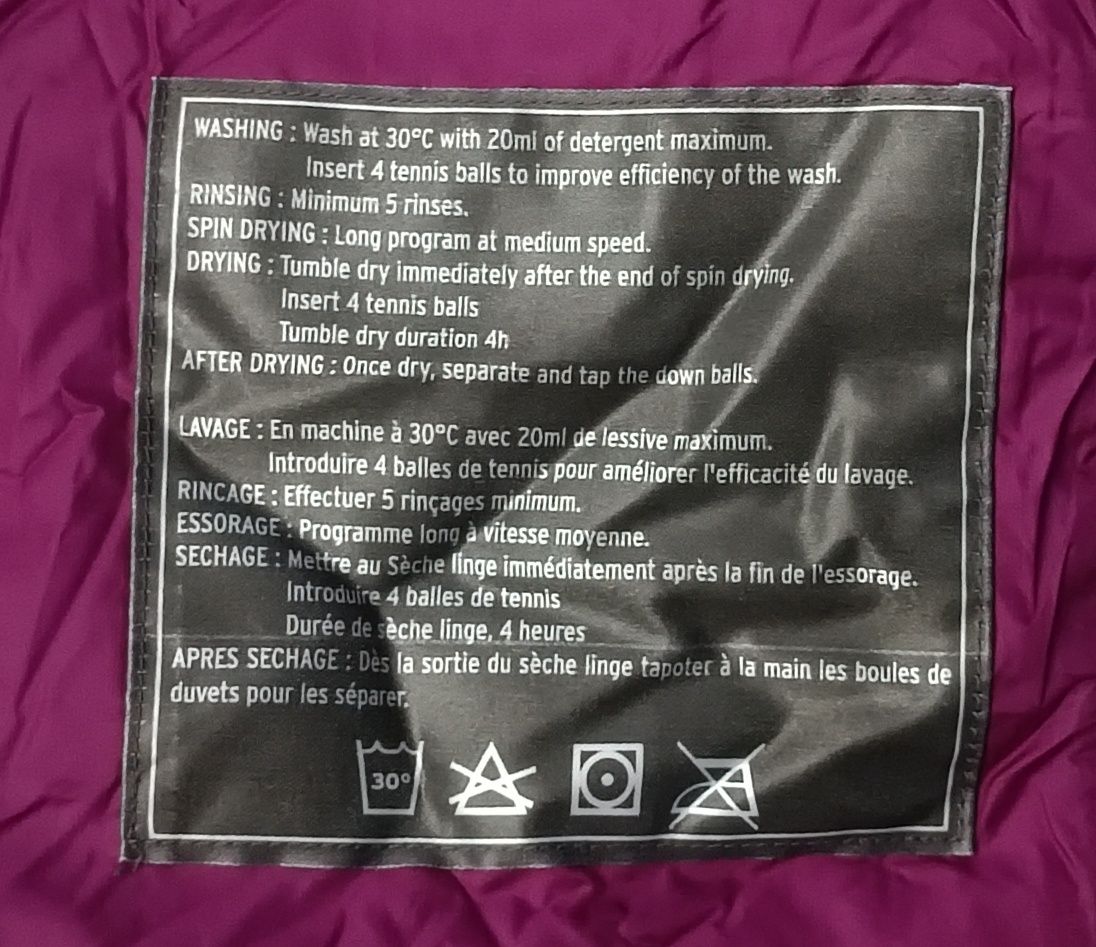 WASHING : Wash at 30°C with 20ml of detergent maximum.
Insert 4 tennis balls to improve efficiency of the wash.
RINSING : Minimum 5 rinses.
SPIN DRYING : Long program at medium speed.
DRYING : Tumble dry immediately after the end of spin drying.
Insert 4 tennis balls
Tumble dry duration 4h
AFTER DRYING : Once dry, separate and tap the down balls.
LAVAGE : En machine à 30°C avec 20ml de lessive maximum.
Introduire 4 balles de tennis pour améliorer l'efficacité du lavage.
RINCAGE : Effectuer 5 rinçages minimum.
ESSORAGE : Programme long à vitesse moyenne.
SECHAGE : Mettre au Sèche linge immédiatement après la fin de l'essorage.
Introduire 4 balles de tennis
Durée de sèche linge, 4 heures
APRES SECHAGE : Dès la sortie du sèche linge tapoter à la main les boules de
duvets pour les séparer.
30°